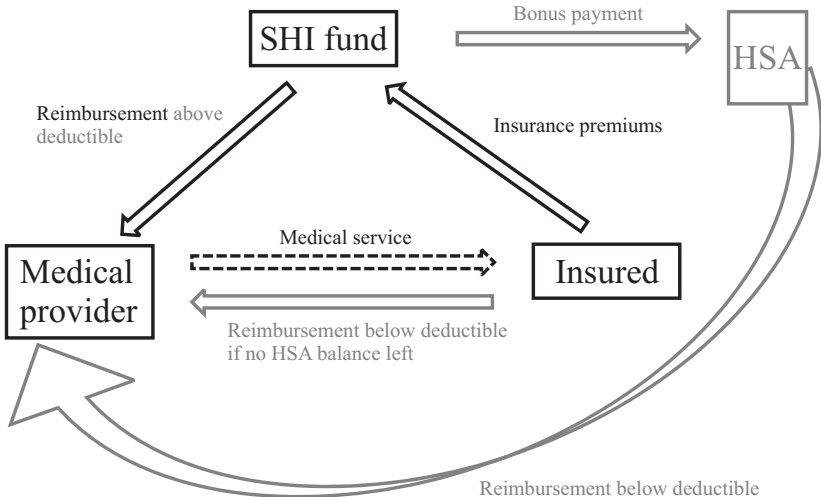 Bonus payment
SHI fund
HSA
Reimbursement above
deductible
Insurance premiums
Medical service
Medical
provider
Insured
Reimbursement below deductible
if no HSA balance left
Reimbursement below deductible